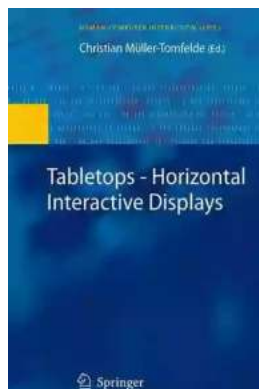 HUMAN-COMPUTER INTERACTION SERIES
Christian Müller-Tomfelde (Ed.)
Tabletops - Horizontal
Interactive Displays
Springer